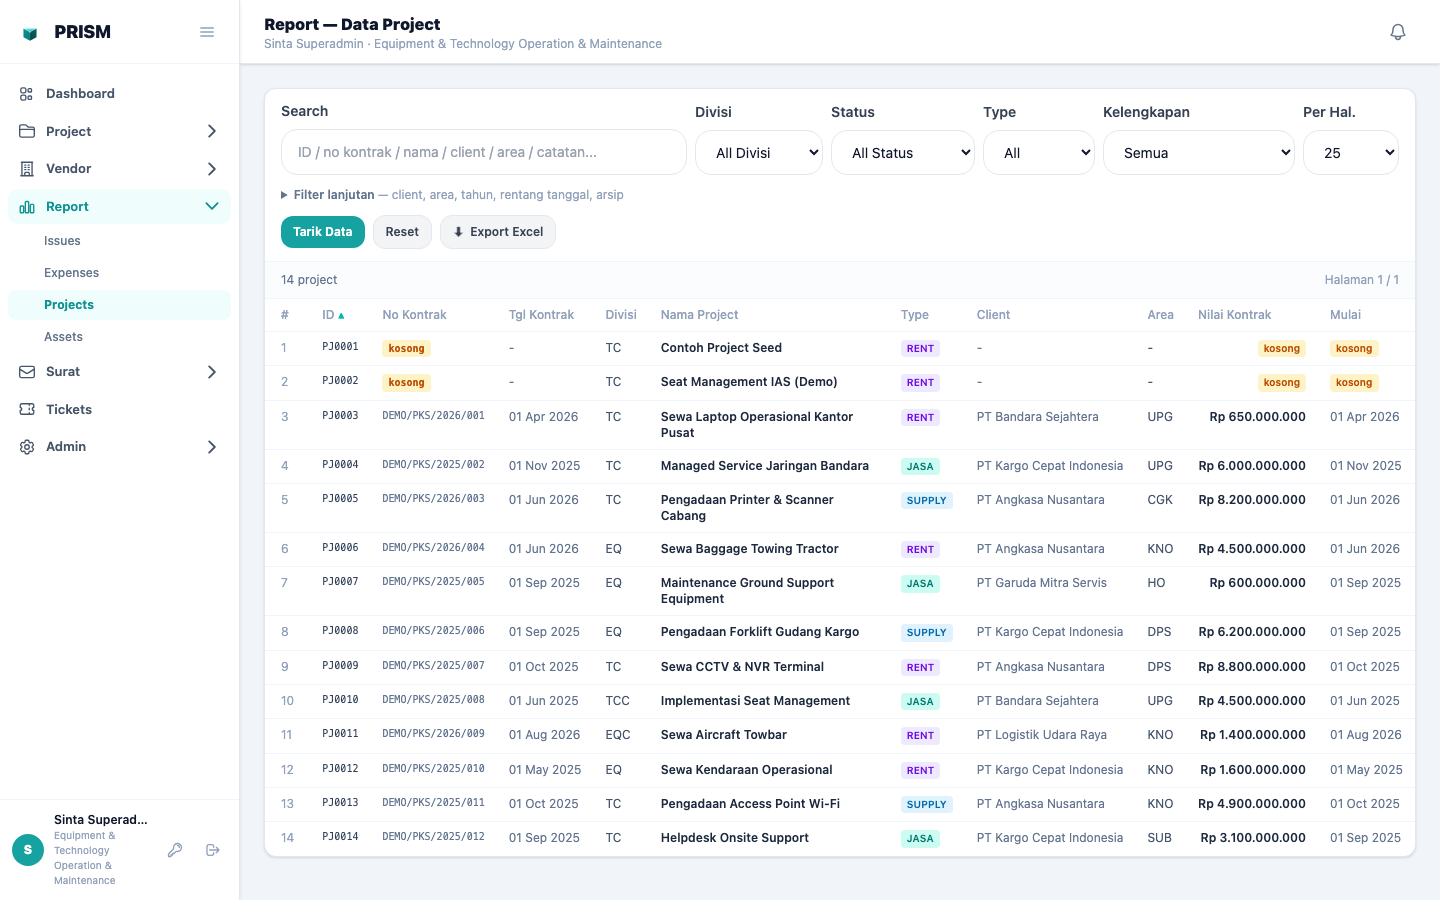 PRISM
Dashboard
Project
Vendor
Report
Issues
Expenses
Projects
Assets
Surat
Tickets
Admin
S
Sinta Superad...
Equipment &
Technology
Operation &
Maintenance
Report — Data Project
Sinta Superadmin · Equipment & Technology Operation & Maintenance
Search Divisi Status Type Kelengkapan Per Hal.
ID / no kontrak / nama / client / area / catatan... All Divisi All Status All Semua 25
Filter lanjutan — client, area, tahun, rentang tanggal, arsip
Tarik Data Reset Export Excel
14 project Halaman 1 / 1
# ID No Kontrak Tgl Kontrak Divisi Nama Project Type Client Area Nilai Kontrak Mulai
1 PJ0001 kosong - TC Contoh Project Seed RENT - - kosong kosong
2 PJ0002 kosong - TC Seat Management IAS (Demo) RENT - - kosong kosong
3 PJ0003 DEMO/PKS/2026/001 01 Apr 2026 TC Sewa Laptop Operasional Kantor RENT PT Bandara Sejahtera UPG Rp 650.000.000 01 Apr 2026
Pusat
4 PJ0004 DEMO/PKS/2025/002 01 Nov 2025 TC Managed Service Jaringan Bandara JASA PT Kargo Cepat Indonesia UPG Rp 6.000.000.000 01 Nov 2025
5 PJ0005 DEMO/PKS/2026/003 01 Jun 2026 TC Pengadaan Printer & Scanner SUPPLY PT Angkasa Nusantara CGK Rp 8.200.000.000 01 Jun 2026
Cabang
6 PJ0006 DEMO/PKS/2026/004 01 Jun 2026 EQ Sewa Baggage Towing Tractor RENT PT Angkasa Nusantara KNO Rp 4.500.000.000 01 Jun 2026
7 PJ0007 DEMO/PKS/2025/005 01 Sep 2025 EQ Maintenance Ground Support JASA PT Garuda Mitra Servis HO Rp 600.000.000 01 Sep 2025
Equipment
8 PJ0008 DEMO/PKS/2025/006 01 Sep 2025 EQ Pengadaan Forklift Gudang Kargo SUPPLY PT Kargo Cepat Indonesia DPS Rp 6.200.000.000 01 Sep 2025
9 PJ0009 DEMO/PKS/2025/007 01 Oct 2025 TC Sewa CCTV & NVR Terminal RENT PT Angkasa Nusantara DPS Rp 8.800.000.000 01 Oct 2025
10 PJ0010 DEMO/PKS/2025/008 01 Jun 2025 TCC Implementasi Seat Management JASA PT Bandara Sejahtera UPG Rp 4.500.000.000 01 Jun 2025
11 PJ0011 DEMO/PKS/2026/009 01 Aug 2026 EQC Sewa Aircraft Towbar RENT PT Logistik Udara Raya KNO Rp 1.400.000.000 01 Aug 2026
12 PJ0012 DEMO/PKS/2025/010 01 May 2025 EQ Sewa Kendaraan Operasional RENT PT Kargo Cepat Indonesia KNO Rp 1.600.000.000 01 May 2025
13 PJ0013 DEMO/PKS/2025/011 01 Oct 2025 TC Pengadaan Access Point Wi-Fi SUPPLY PT Angkasa Nusantara KNO Rp 4.900.000.000 01 Oct 2025
14 PJ0014 DEMO/PKS/2025/012 01 Sep 2025 TC Helpdesk Onsite Support JASA PT Kargo Cepat Indonesia SUB Rp 3.100.000.000 01 Sep 2025